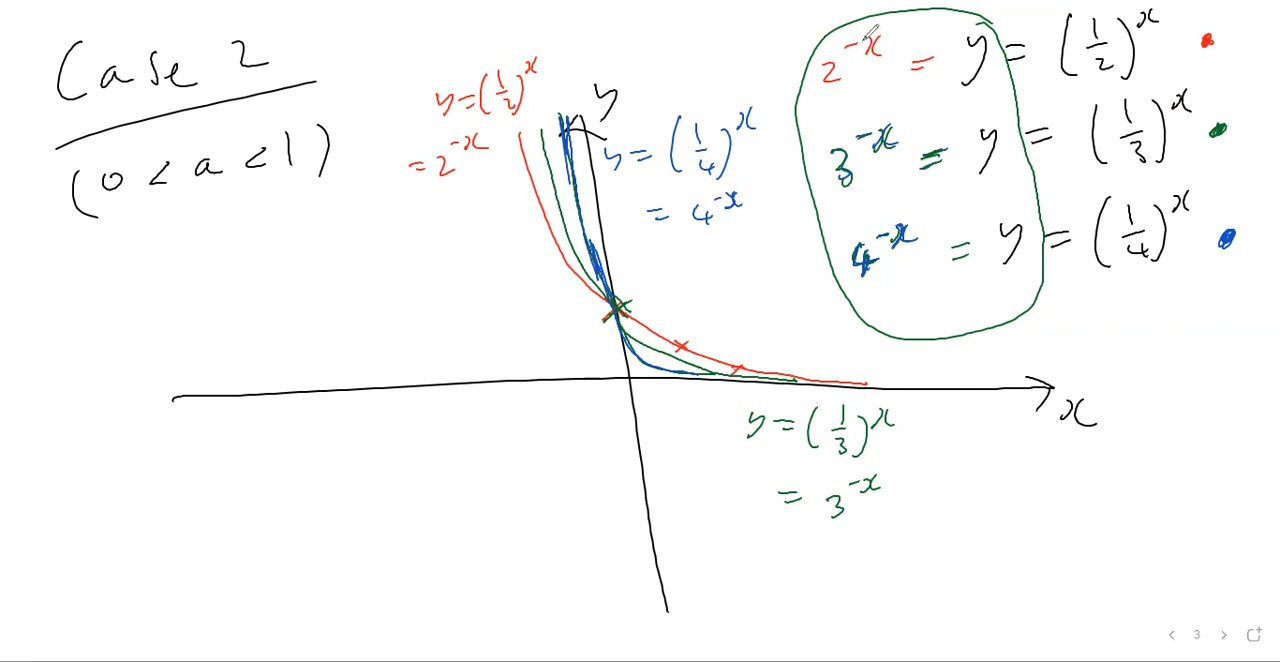 Case 2
(0 < a < 1)
y = (1/2)^x
= 2^-x
y
y = (1/4)^x
= 4^-x
2^-x = y = (1/2)^x
3^-x = y = (1/3)^x
4^-x = y = (1/4)^x
x
y = (1/3)^x
= 3^-x
< 3 >